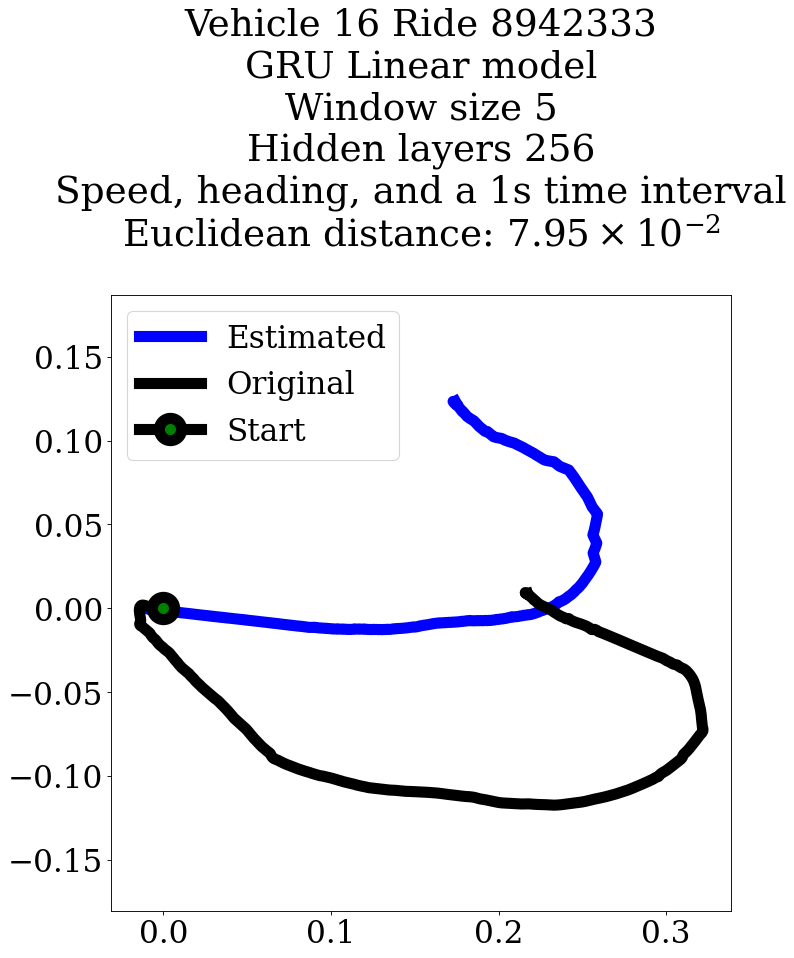 Vehicle 16 Ride 8942333
GRU Linear model
Window size 5
Hidden layers 256
Speed, heading, and a 1s time interval
Euclidean distance: 7.95 × 10⁻²
Estimated
Original
Start
0.15
0.10
0.05
0.00
−0.05
−0.10
−0.15
0.0 0.1 0.2 0.3